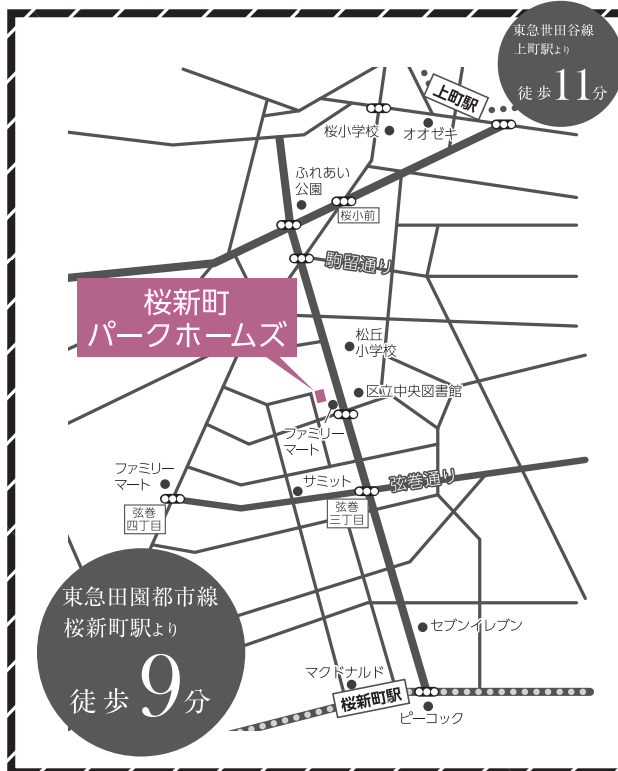 東急世田谷線
上町駅より
徒歩11分
上町駅
桜小学校
オオゼキ
ふれあい
公園
桜小前
駒留通り
桜新町
パークホームズ
松丘
小学校
区立中央図書館
ファミリー
マート
ファミリー
マート
サミット
弦巻通り
弦巻
四丁目
弦巻
三丁目
東急田園都市線
桜新町駅より
徒歩9分
セブンイレブン
マクドナルド
桜新町駅
ピーコック